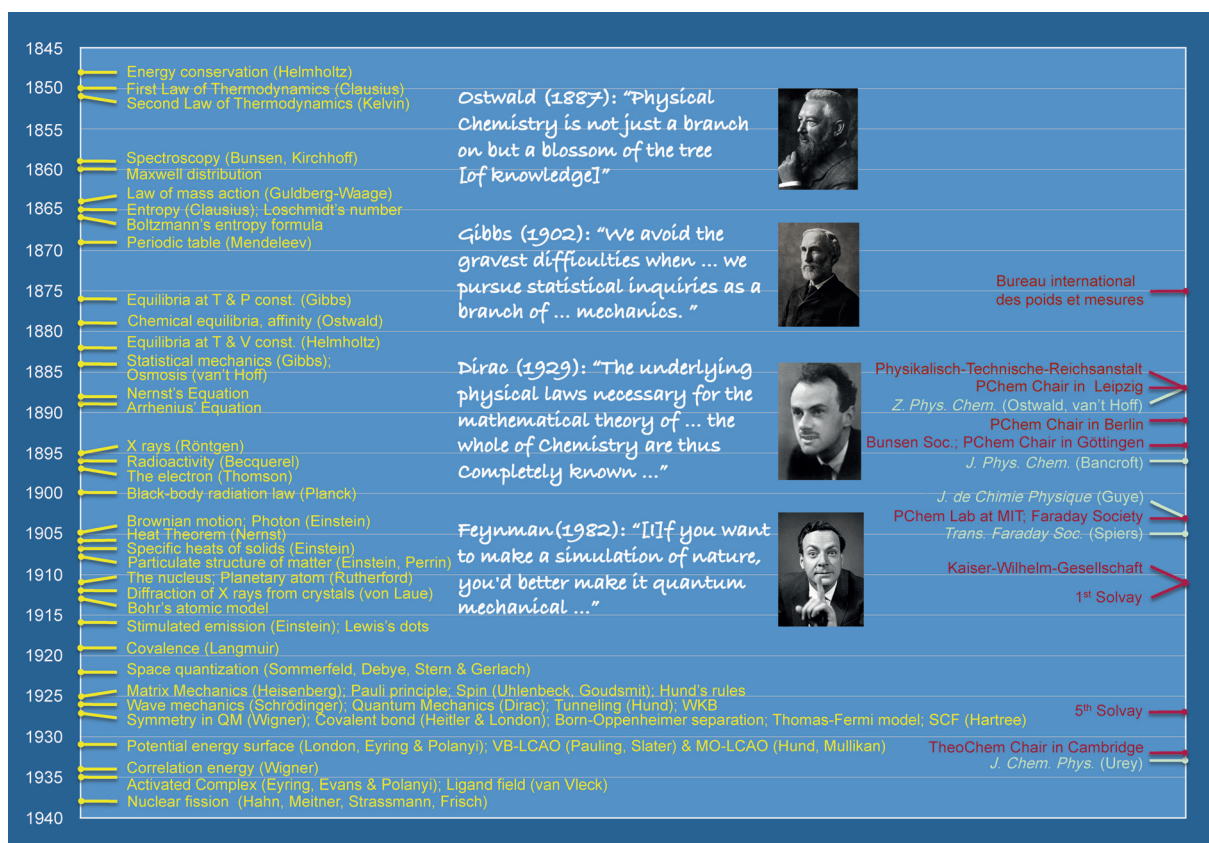 1845
1850
1855
1860
1865
1870
1875
1880
1885
1890
1895
1900
1905
1910
1915
1920
1925
1930
1935
1940
Energy conservation (Helmholtz)
First Law of Thermodynamics (Clausius)
Second Law of Thermodynamics (Kelvin)
Spectroscopy (Bunsen, Kirchhoff)
Maxwell distribution
Law of mass action (Guldberg-Waage)
Entropy (Clausius); Loschmidt's number
Boltzmann's entropy formula
Periodic table (Mendeleev)
Equilibria at T & P const. (Gibbs)
Chemical equilibria, affinity (Ostwald)
Equilibria at T & V const. (Helmholtz)
Statistical mechanics (Gibbs);
Osmosis (van't Hoff)
Nernst's Equation
Arrhenius' Equation
X rays (Röntgen)
Radioactivity (Becquerel)
The electron (Thomson)
Black-body radiation law (Planck)
Brownian motion; Photon (Einstein)
Heat Theorem (Nernst)
Specific heats of solids (Einstein)
Particulate structure of matter (Einstein, Perrin)
The nucleus; Planetary atom (Rutherford)
Diffraction of X rays from crystals (von Laue)
Bohr's atomic model
Stimulated emission (Einstein); Lewis's dots
Covalence (Langmuir)
Space quantization (Sommerfeld, Debye, Stern & Gerlach)
Matrix Mechanics (Heisenberg); Pauli principle; Spin (Uhlenbeck, Goudsmit); Hund's rules
Wave mechanics (Schrödinger); Quantum Mechanics (Dirac); Tunneling (Hund); WKB
Symmetry in QM (Wigner); Covalent bond (Heitler & London); Born-Oppenheimer separation; Thomas-Fermi model; SCF (Hartree)
Potential energy surface (London, Eyring & Polanyi); VB-LCAO (Pauling, Slater) & MO-LCAO (Hund, Mullikan)
Correlation energy (Wigner)
Activated Complex (Eyring, Evans & Polanyi); Ligand field (van Vleck)
Nuclear fission (Hahn, Meitner, Strassmann, Frisch)
Ostwald (1887): "Physical
Chemistry is not just a branch
on but a blossom of the tree
[of knowledge]"
Gibbs (1902): "We avoid the
gravest difficulties when ... we
pursue statistical inquiries as a
branch of ... mechanics. "
Dirac (1929): "The underlying
physical laws necessary for the
mathematical theory of ... the
whole of Chemistry are thus
Completely known ..."
Feynman (1982): "[I]f you want
to make a simulation of nature,
you'd better make it quantum
mechanical ..."
Bureau international
des poids et mesures
Physikalisch-Technische-Reichsanstalt
PChem Chair in Leipzig
Z. Phys. Chem. (Ostwald, van't Hoff)
PChem Chair in Berlin
Bunsen Soc.; PChem Chair in Göttingen
J. Phys. Chem. (Bancroft)
J. de Chimie Physique (Guye)
PChem Lab at MIT; Faraday Society
Trans. Faraday Soc. (Spiers)
Kaiser-Wilhelm-Gesellschaft
1st Solvay
5th Solvay
TheoChem Chair in Cambridge
J. Chem. Phys. (Urey)